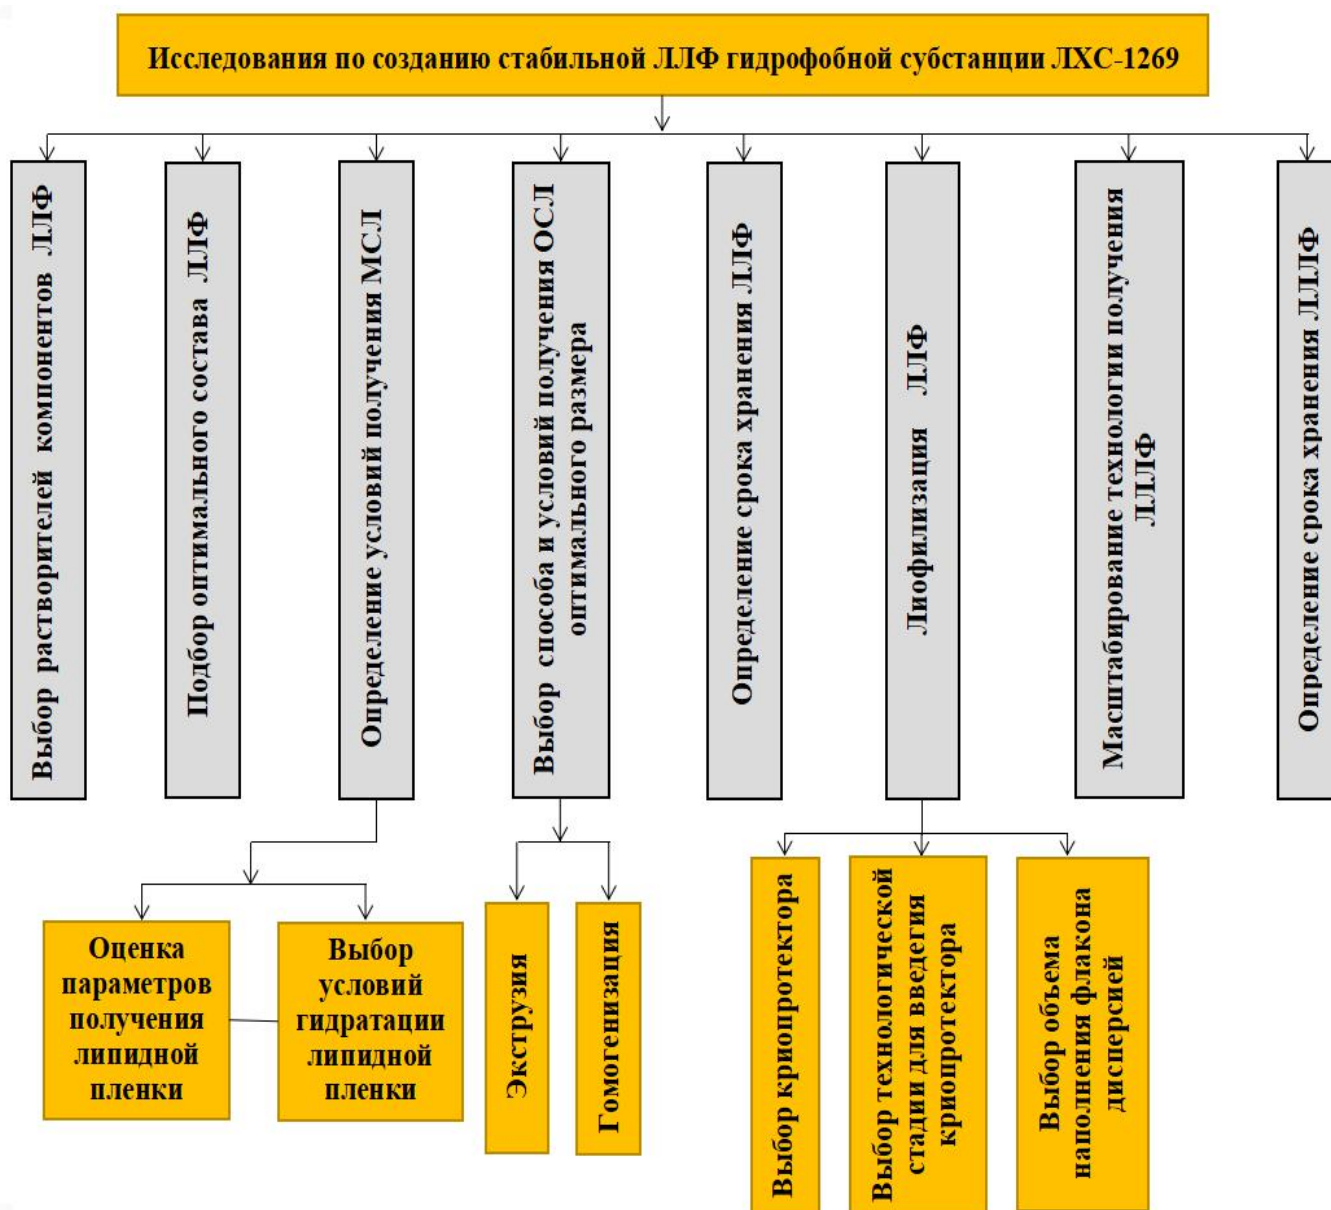 Исследования по созданию стабильной ЛЛФ гидрофобной субстанции ЛХС-1269
Выбор растворителей компонентов ЛЛФ
Подбор оптимального состава ЛЛФ
Определение условий получения МСЛ
Выбор способа и условий получения ОСЛ
оптимального размера
Определение срока хранения ЛЛФ
Лиофилизация ЛЛФ
Масштабирование технологии получения
ЛЛЛФ
Определение срока хранения ЛЛЛФ
Оценка
параметров
получения
липидной
пленки
Выбор
условий
гидратации
липидной
пленки
Экструзия
Гомогенизация
Выбор криопротектора
Выбор технологической
стадии для введегия
криопротектора
Выбор объема
наполнения флакона
дисперсией